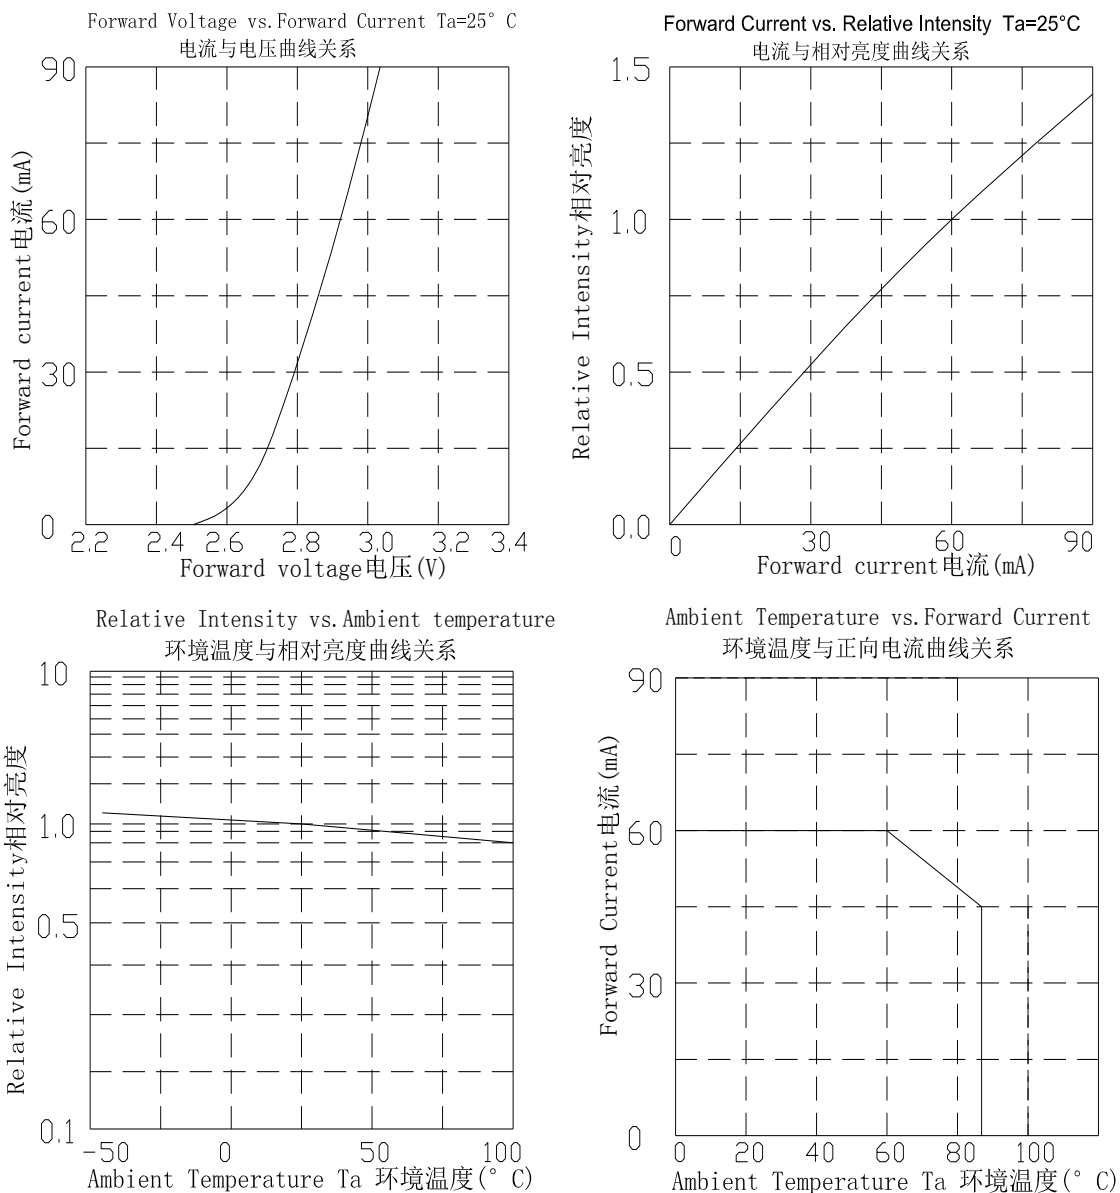 Forward Voltage vs.Forward Current Ta=25° C
电流与电压曲线关系
90
60
30
0
Forward current电流(mA)
2.2 2.4 2.6 2.8 3.0 3.2 3.4
Forward voltage电压(V)
Forward Current vs. Relative Intensity Ta=25°C
电流与相对亮度曲线关系
1.5
1.0
0.5
0.0
Relative Intensity相对亮度
0 30 60 90
Forward current电流(mA)
Relative Intensity vs.Ambient temperature
环境温度与相对亮度曲线关系
10
1.0
0.5
0.1
Relative Intensity相对亮度
-50 0 50 100
Ambient Temperature Ta 环境温度(° C)
Ambient Temperature vs.Forward Current
环境温度与正向电流曲线关系
90
60
30
0
Forward Current电流(mA)
0 20 40 60 80 100
Ambient Temperature Ta 环境温度(° C)